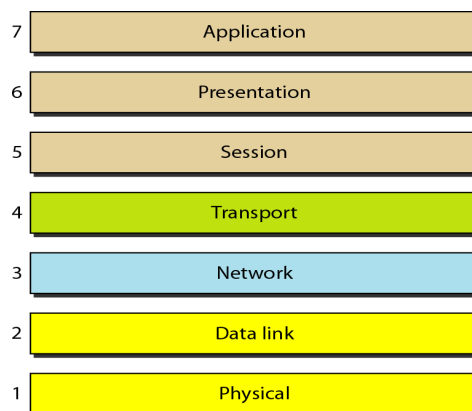 7 Application
6 Presentation
5 Session
4 Transport
3 Network
2 Data link
1 Physical